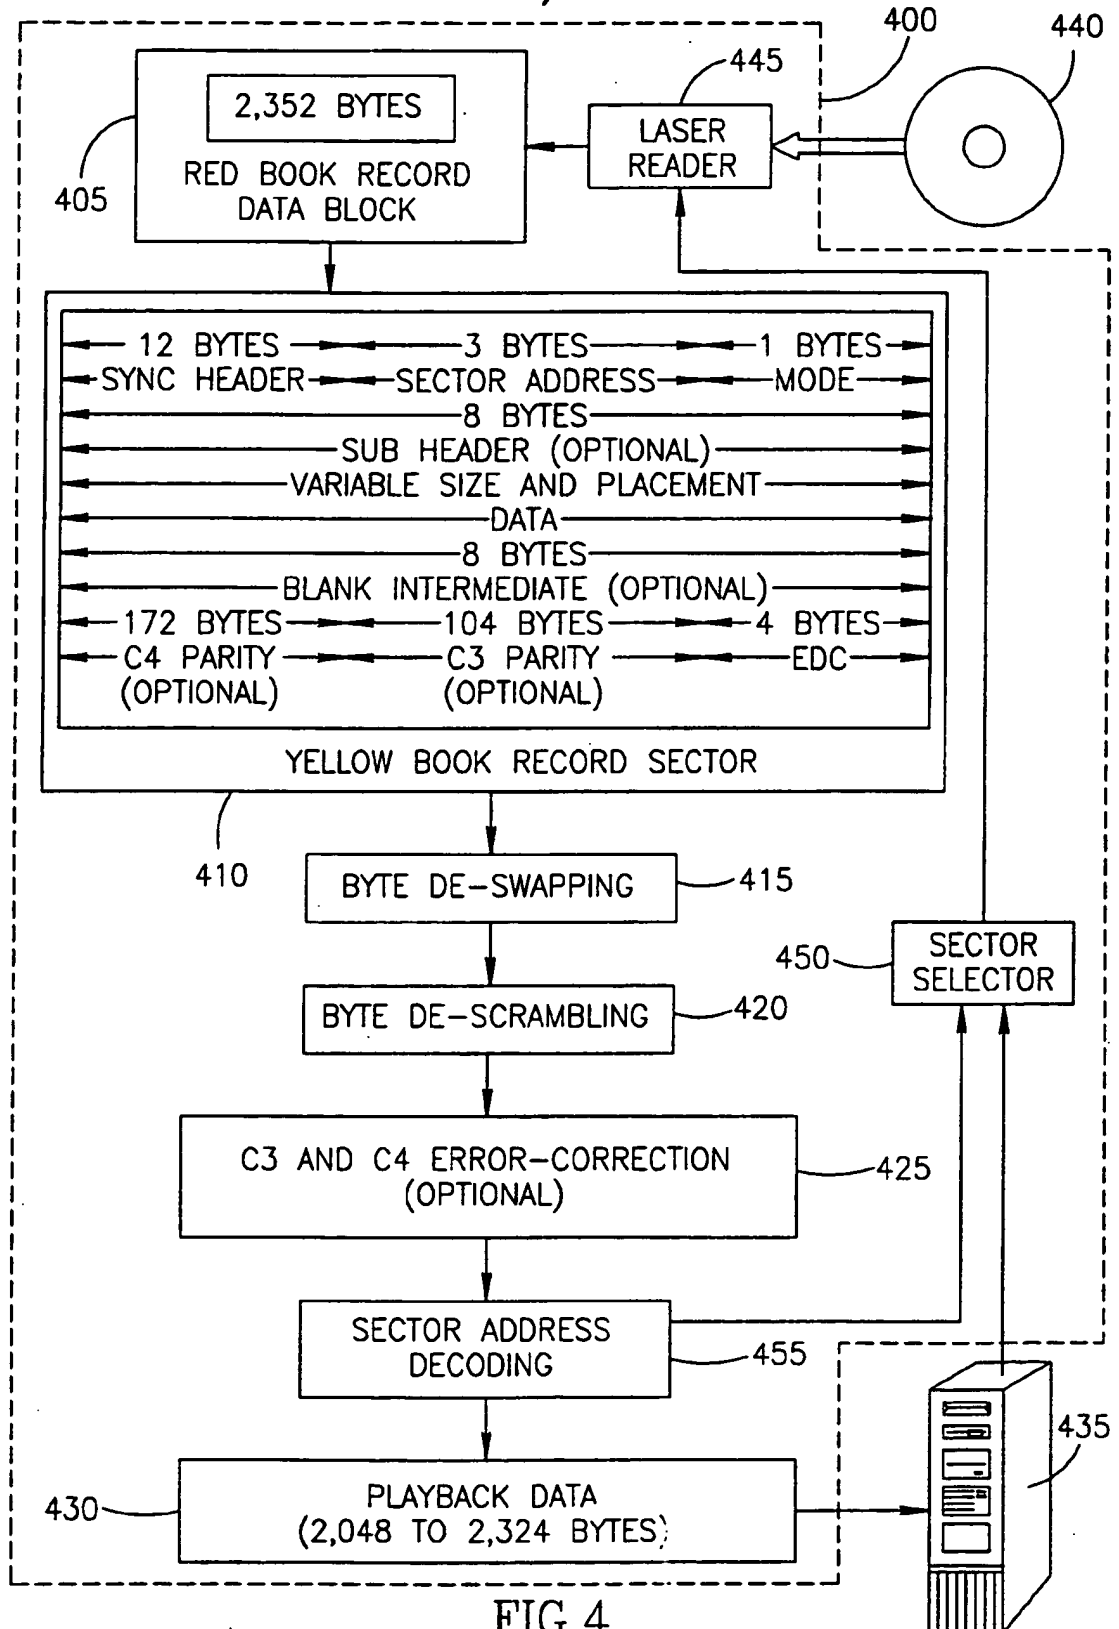 400
440
445
2,352 BYTES
RED BOOK RECORD
DATA BLOCK
405
LASER
READER
12 BYTES 3 BYTES 1 BYTES
SYNC HEADER SECTOR ADDRESS MODE
8 BYTES
SUB HEADER (OPTIONAL)
VARIABLE SIZE AND PLACEMENT
DATA
8 BYTES
BLANK INTERMEDIATE (OPTIONAL)
172 BYTES 104 BYTES 4 BYTES
C4 PARITY C3 PARITY EDC
(OPTIONAL) (OPTIONAL)
YELLOW BOOK RECORD SECTOR
410
BYTE DE-SWAPPING
415
SECTOR
SELECTOR
450
BYTE DE-SCRAMBLING
420
C3 AND C4 ERROR-CORRECTION
(OPTIONAL)
425
SECTOR ADDRESS
DECODING
455
435
430
PLAYBACK DATA
(2,048 TO 2,324 BYTES)
FIG.4